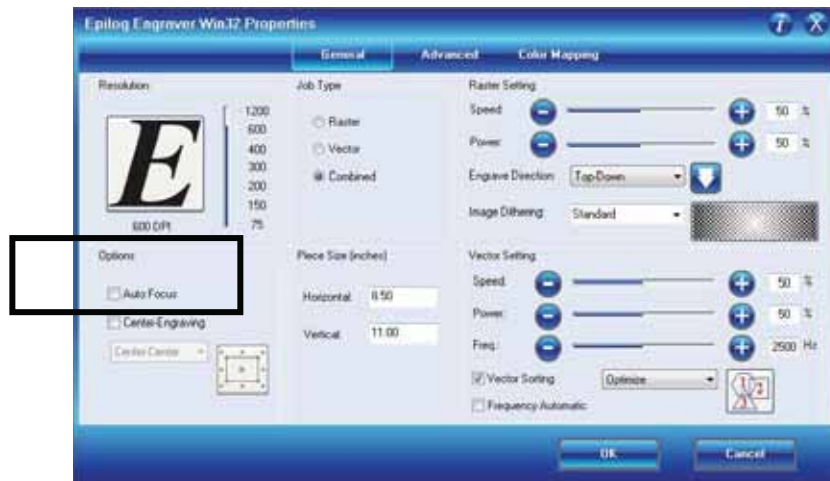 Epilog Engraver Win32 Properties
General Advanced Color Mapping
Resolution
E
1200
600
400
300
200
150
75
600 DPI
Job Type
Raster
Vector
Combined
Raster Setting
Speed 50 %
Power 50 %
Engrave Direction Top-Down
Image Dithering Standard
Options
Auto Focus
Center-Engraving
Center-Center
Piece Size (inches)
Horizontal 8.50
Vertical 11.00
Vector Setting
Speed 50 %
Power 50 %
Freq. 2500 Hz
Vector Sorting Optimize
1 2
3
Frequency Automatic
OK Cancel